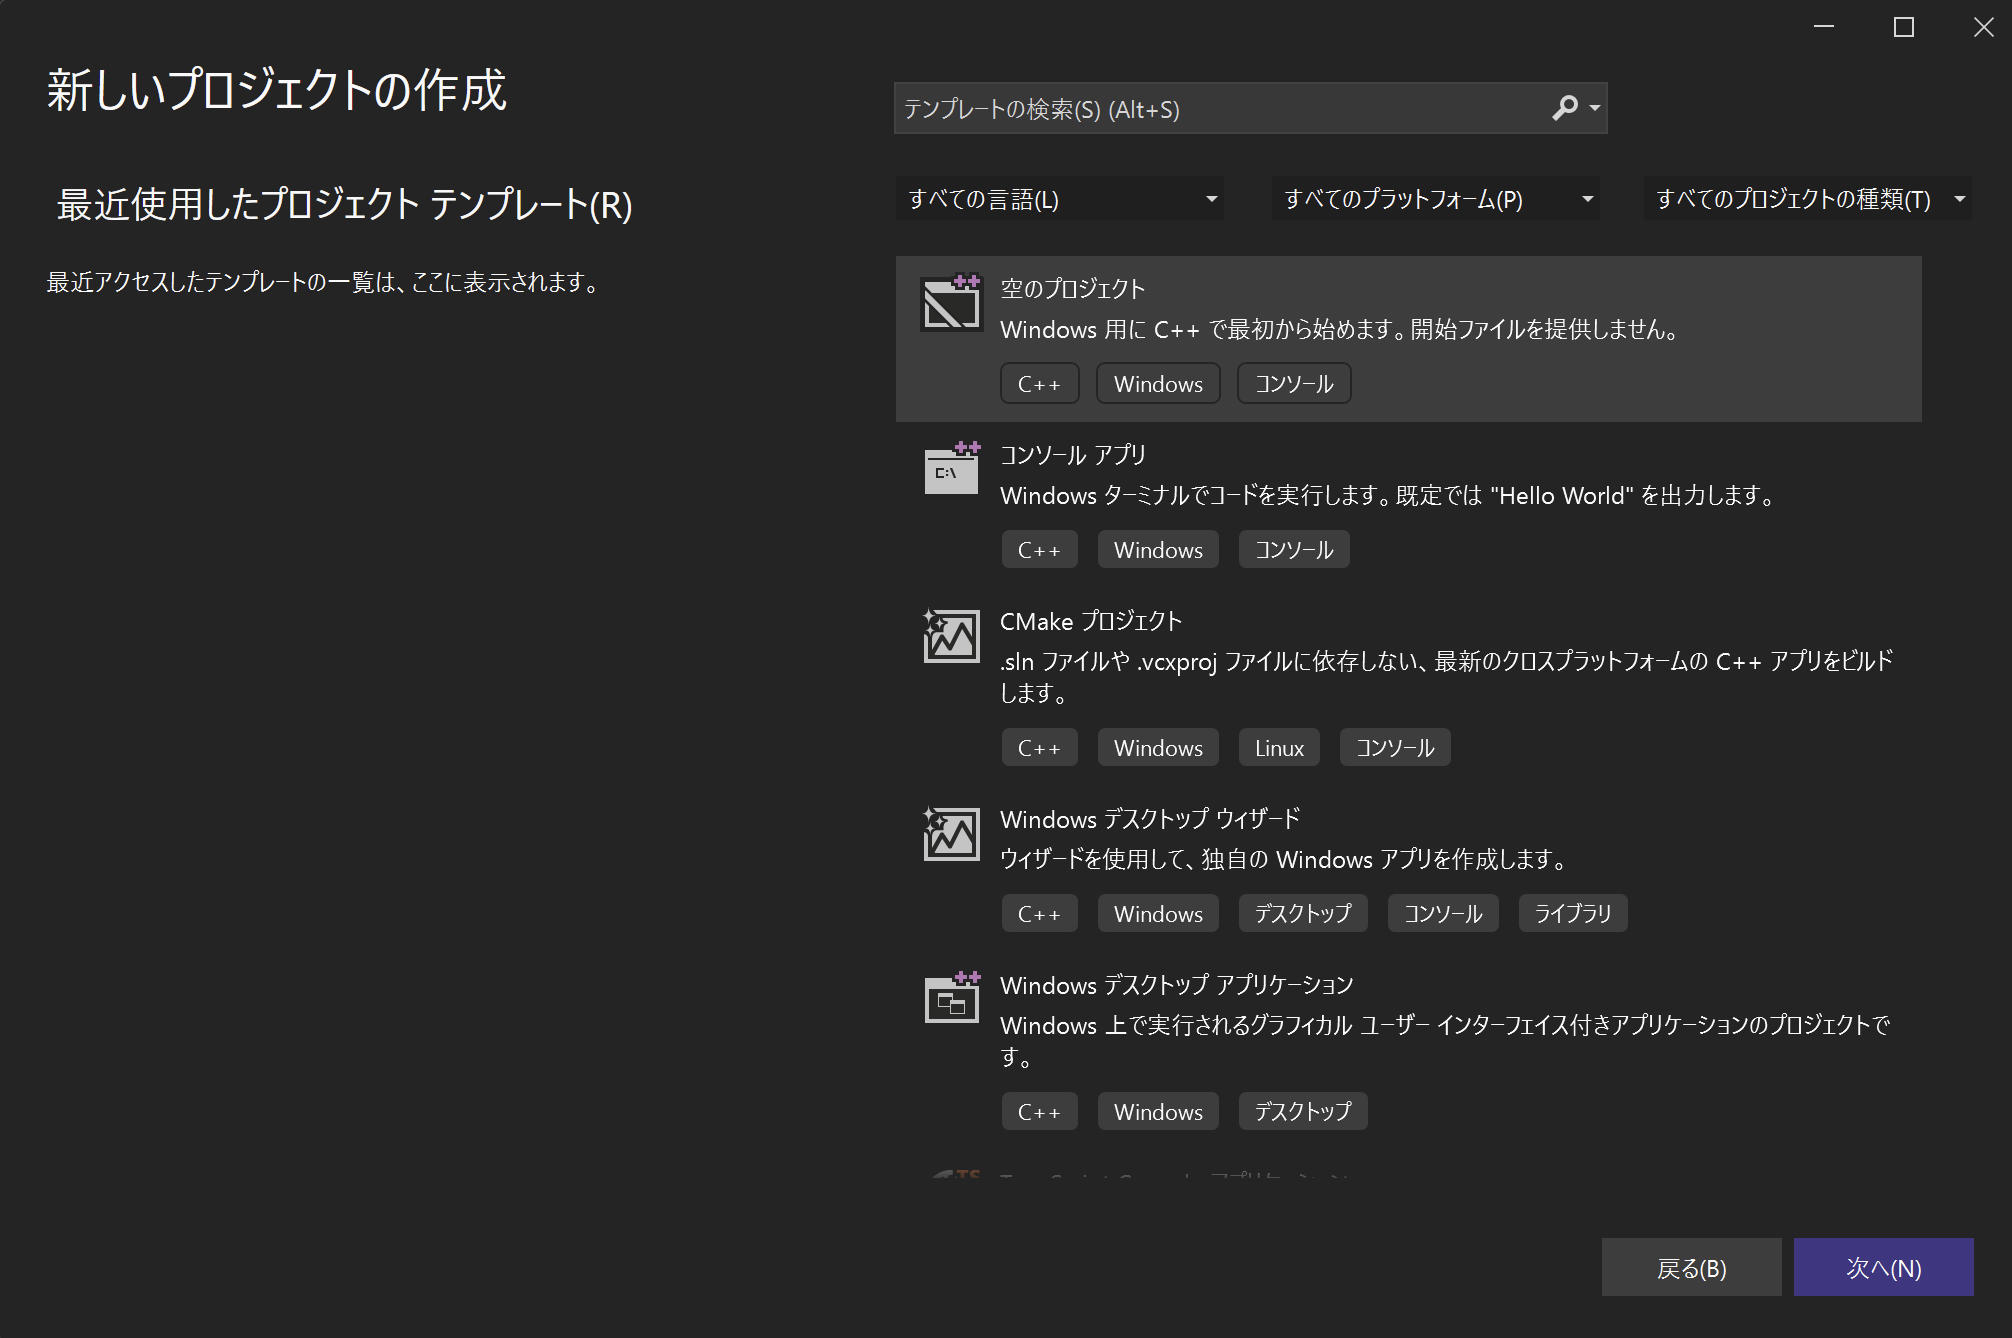 新しいプロジェクトの作成
テンプレートの検索(S) (Alt+S)
最近使用したプロジェクト テンプレート(R)
すべての言語(L)
すべてのプラットフォーム(P)
すべてのプロジェクトの種類(T)
最近アクセスしたテンプレートの一覧は、ここに表示されます。
空のプロジェクト
Windows 用に C++ で最初から始めます。開始ファイルを提供しません。
C++ Windows コンソール
コンソール アプリ
C:\
Windows ターミナルでコードを実行します。既定では "Hello World" を出力します。
C++ Windows コンソール
CMake プロジェクト
.sln ファイルや .vcxproj ファイルに依存しない、最新のクロスプラットフォームの C++ アプリをビルド
します。
C++ Windows Linux コンソール
Windows デスクトップ ウィザード
ウィザードを使用して、独自の Windows アプリを作成します。
C++ Windows デスクトップ コンソール ライブラリ
Windows デスクトップ アプリケーション
Windows 上で実行されるグラフィカル ユーザー インターフェイス付きアプリケーションのプロジェクトで
す。
C++ Windows デスクトップ
TS
戻る(B)
次へ(N)